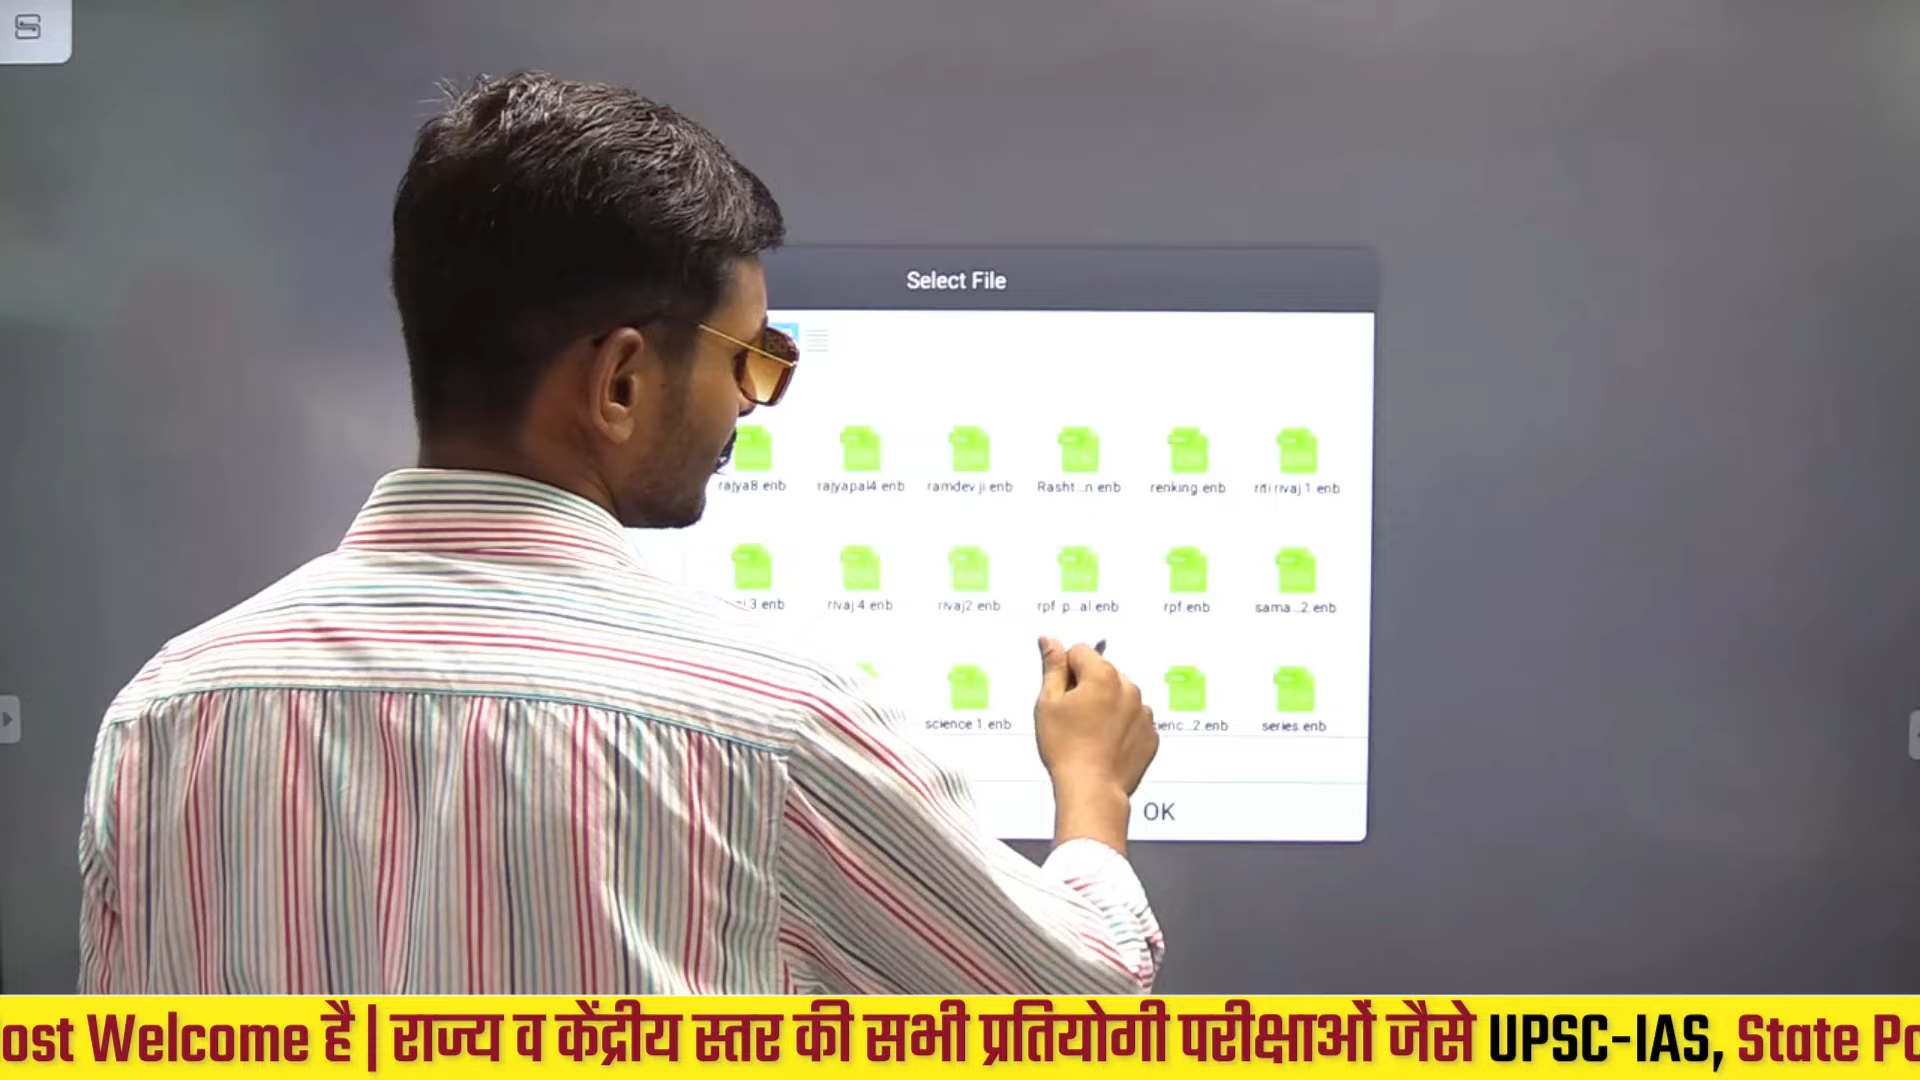 Select File
rajya8.enb rajyapal4.enb ramdev ji.enb Rasht...n.enb renking.enb riti rivaj 1.enb
3.enb rivaj 4.enb rivaj2.enb rpf p...al.enb rpf.enb sama...2.enb
science 1.enb ienc...2.enb series.enb
OK
ost Welcome है | राज्य व केंद्रीय स्तर की सभी प्रतियोगी परीक्षाओं जैसे UPSC-IAS, State Pc